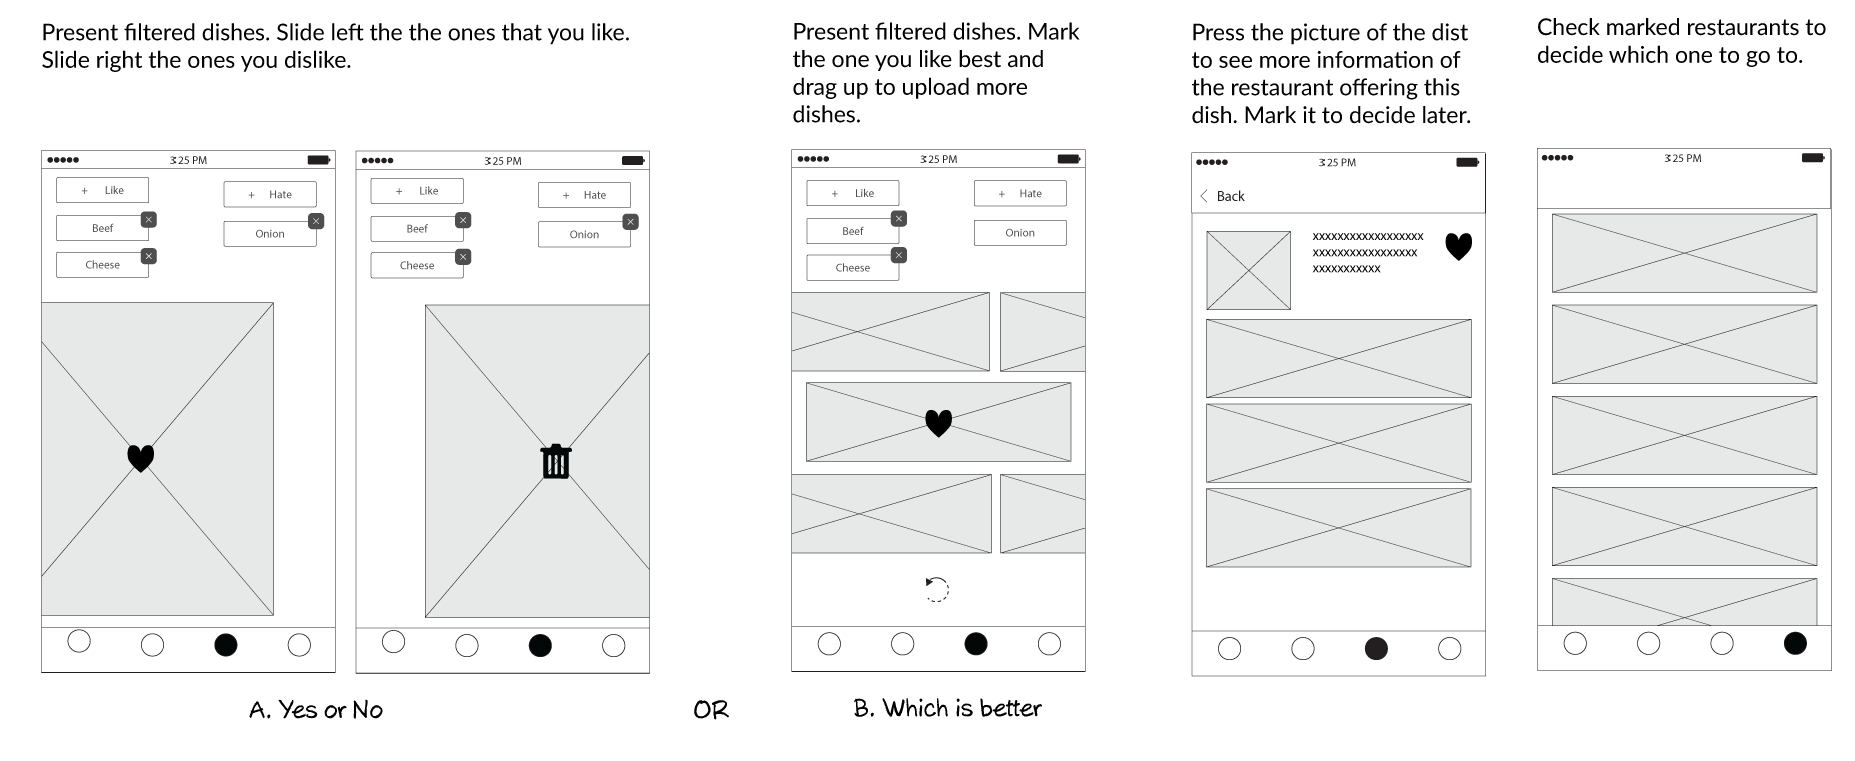 Present filtered dishes. Slide left the the ones that you like.
Slide right the ones you dislike.
Present filtered dishes. Mark
the one you like best and
drag up to upload more
dishes.
Press the picture of the dist
to see more information of
the restaurant offering this
dish. Mark it to decide later.
Check marked restaurants to
decide which one to go to.
3:25 PM
+ Like
+ Hate
Beef
Onion
Cheese
3:25 PM
+ Like
+ Hate
Beef
Onion
Cheese
3:25 PM
+ Like
+ Hate
Beef
Onion
Cheese
3:25 PM
Back
xxxxxxxxxxxxxxxxxx
xxxxxxxxxxxxxxxxx
xxxxxxxxxxx
3:25 PM
A. Yes or No
OR
B. Which is better